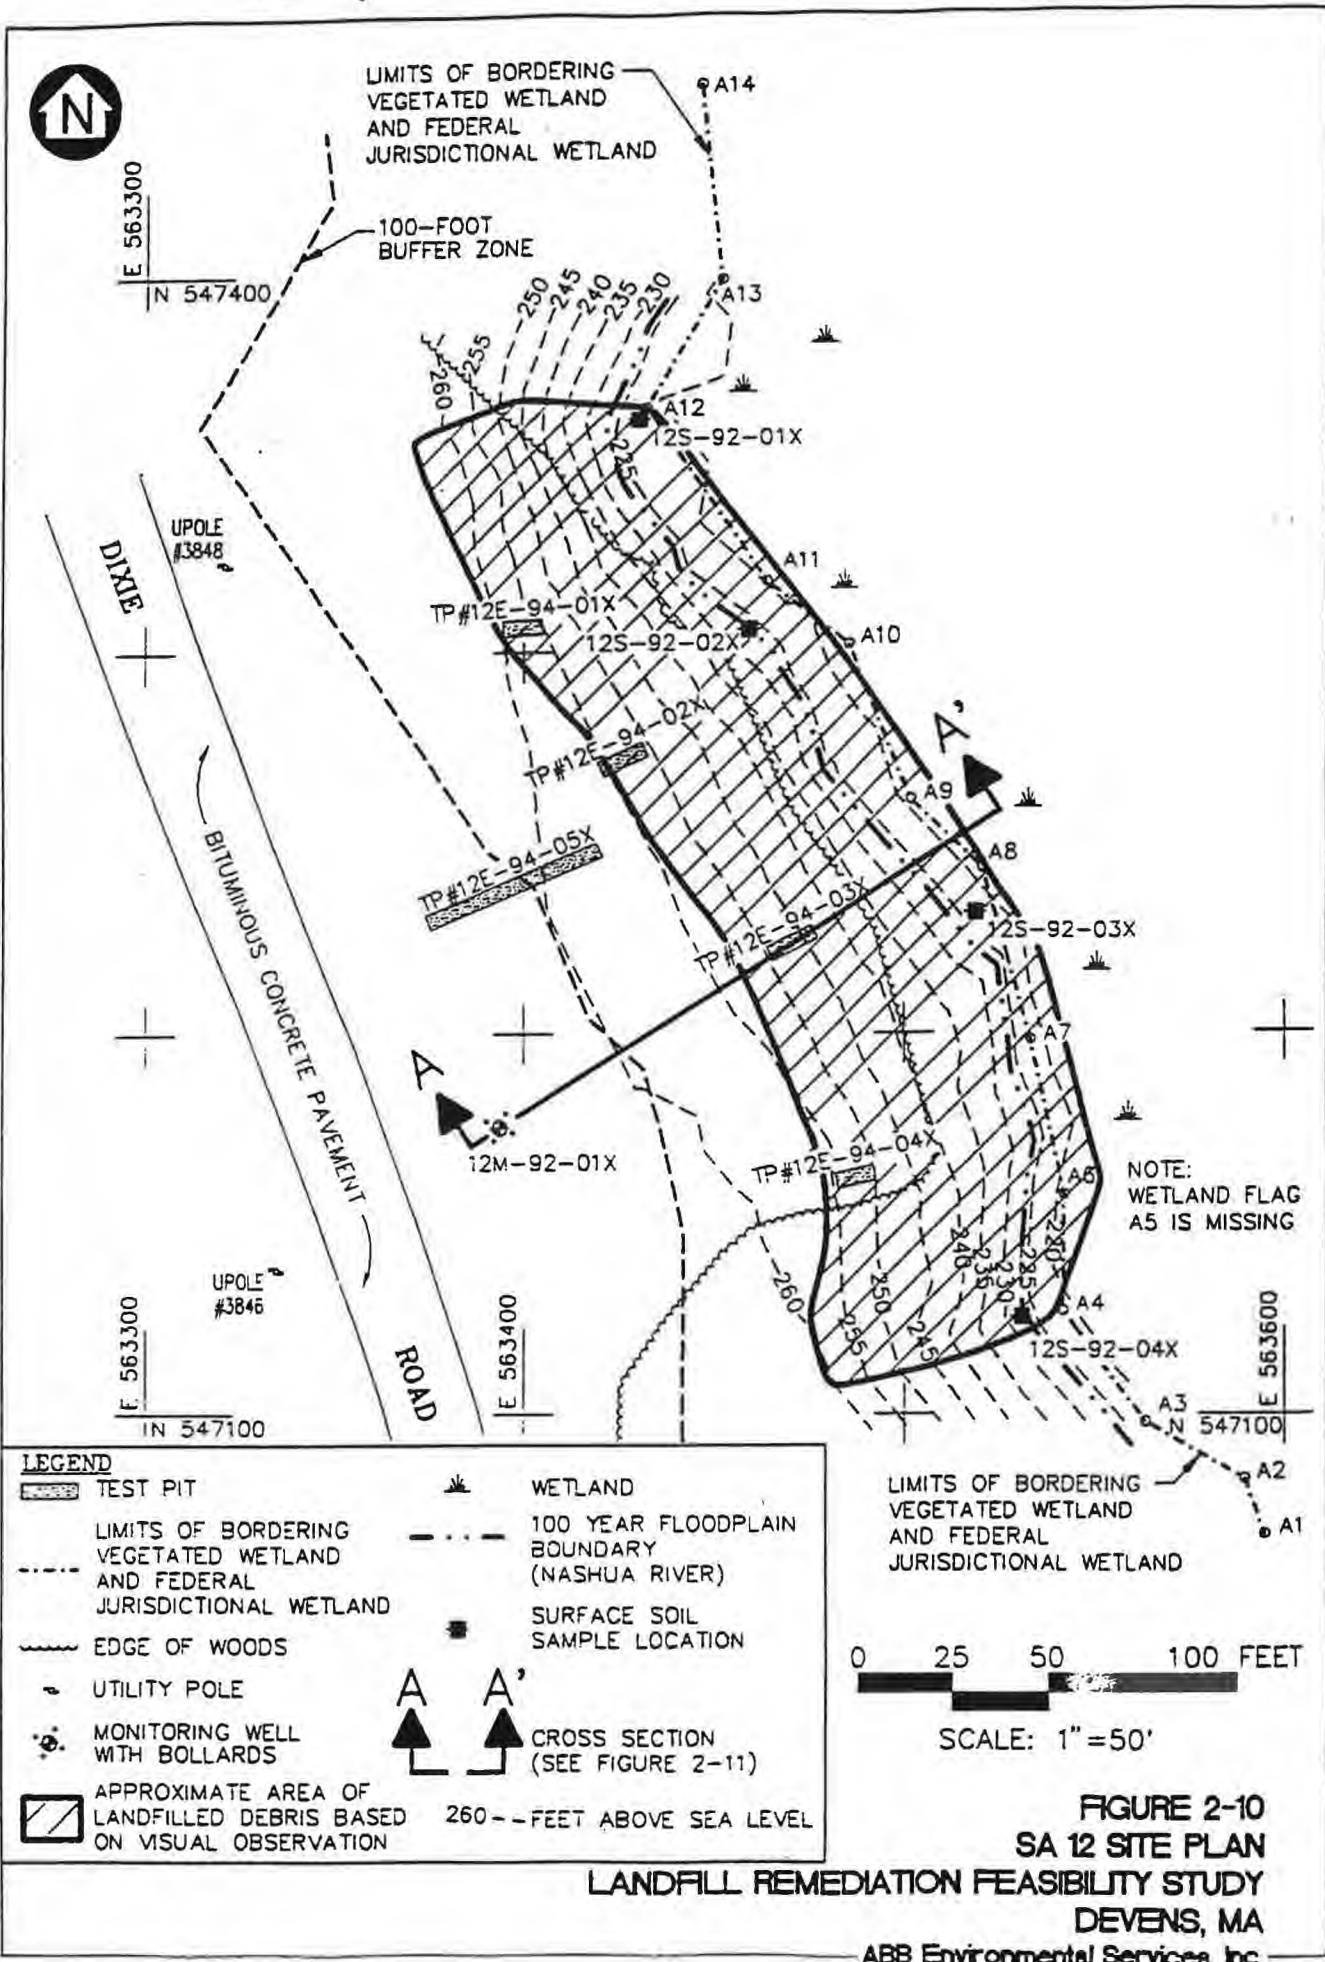 N
LIMITS OF BORDERING
VEGETATED WETLAND
AND FEDERAL
JURISDICTIONAL WETLAND
A14
E 563300
N 547400
100-FOOT
BUFFER ZONE
A13
250
245
240
235
230
255
260
A12
12S-92-01X
225
UPOLE
#3848
DIXIE
A11
TP#12E-94-01X
12S-92-02X
A10
TP#12E-94-02X
A'
A9
TP#12E-94-05X
A8
BITUMINOUS CONCRETE PAVEMENT
TP#12E-94-03X
12S-92-03X
A7
A
12M-92-01X
TP#12E-94-04X
A6
NOTE:
WETLAND FLAG
A5 IS MISSING
UPOLE
#3846
260
255
250
245
240
235
230
225
220
A4
12S-92-04X
E 563300
E 563400
E 563600
ROAD
A3
N 547100
N 547100
A2
A1
LIMITS OF BORDERING
VEGETATED WETLAND
AND FEDERAL
JURISDICTIONAL WETLAND
LEGEND
TEST PIT
LIMITS OF BORDERING
VEGETATED WETLAND
AND FEDERAL
JURISDICTIONAL WETLAND
EDGE OF WOODS
UTILITY POLE
MONITORING WELL
WITH BOLLARDS
APPROXIMATE AREA OF
LANDFILLED DEBRIS BASED
ON VISUAL OBSERVATION
WETLAND
100 YEAR FLOODPLAIN
BOUNDARY
(NASHUA RIVER)
SURFACE SOIL
SAMPLE LOCATION
A A'
CROSS SECTION
(SEE FIGURE 2-11)
260--FEET ABOVE SEA LEVEL
0 25 50 100 FEET
SCALE: 1"=50'
FIGURE 2-10
SA 12 SITE PLAN
LANDFILL REMEDIATION FEASIBILITY STUDY
DEVENS, MA
ABB Environmental Services, Inc.